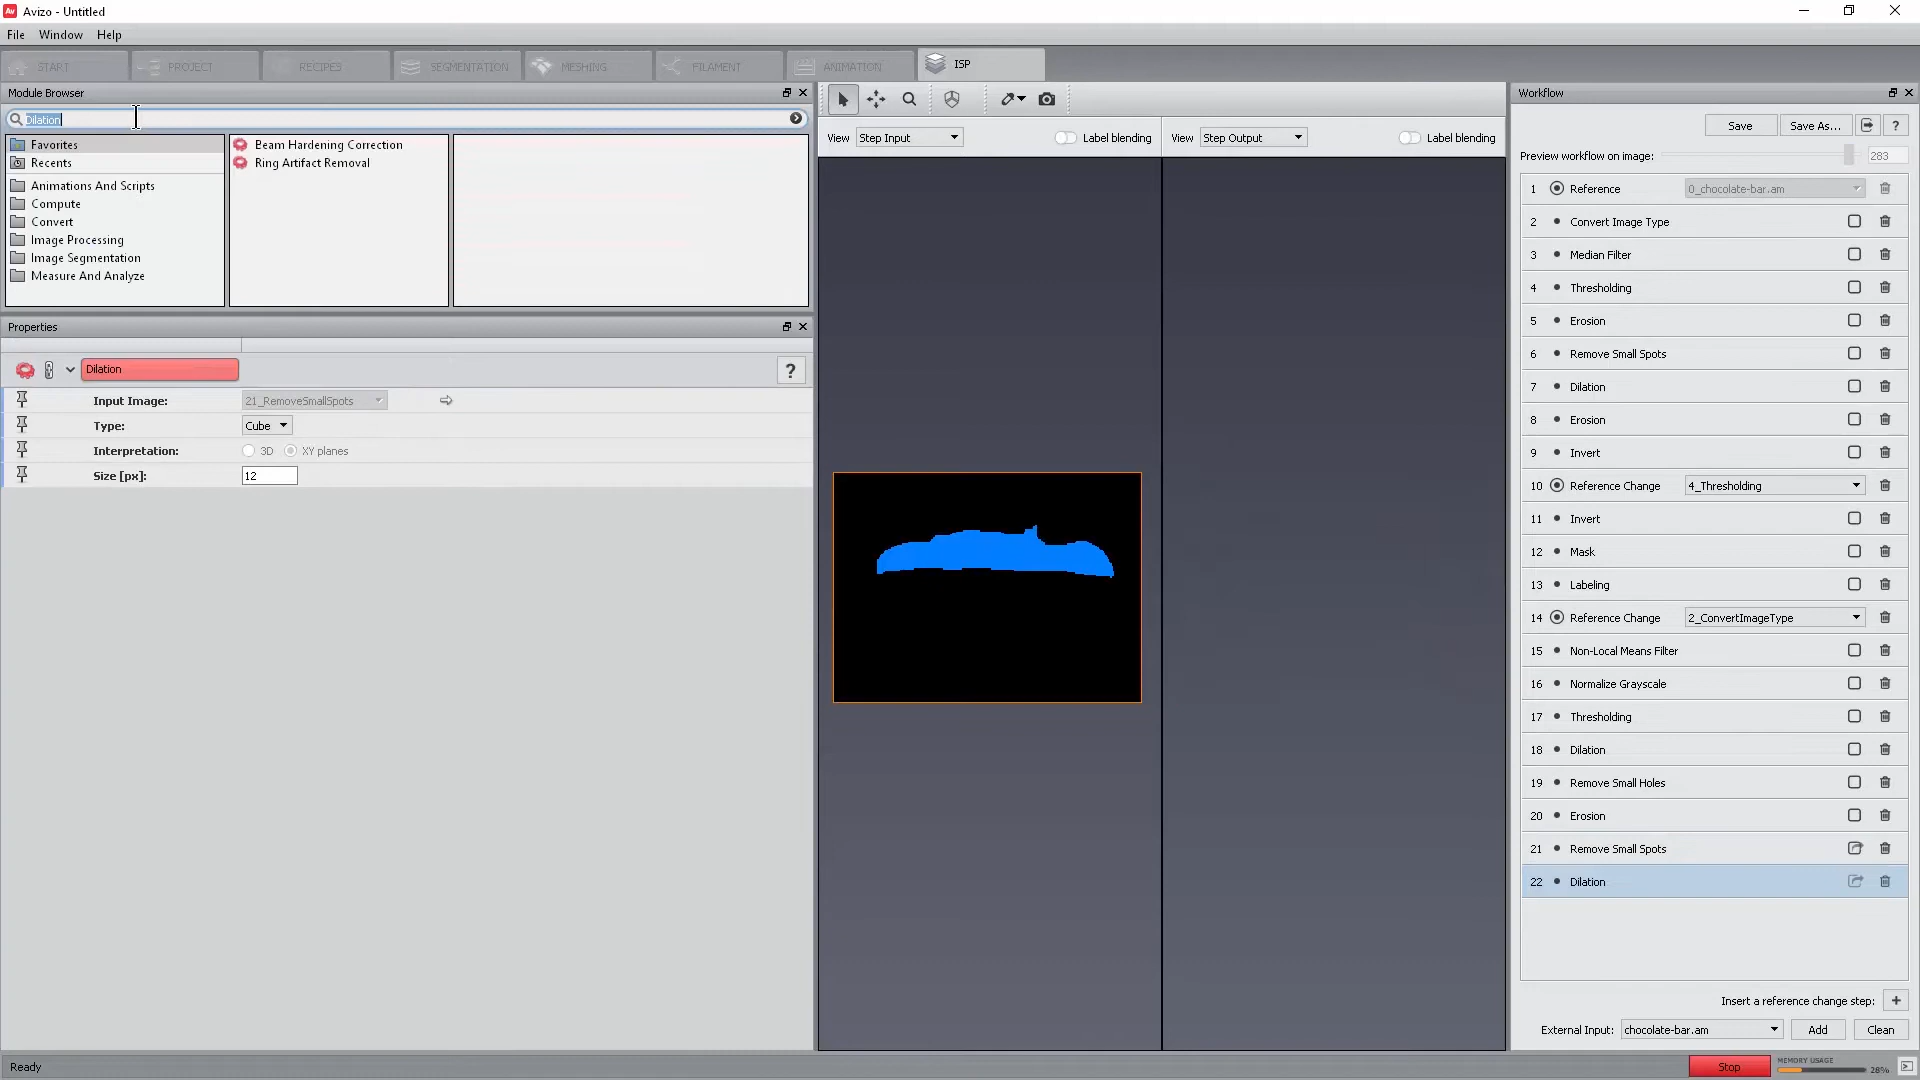 Avizo - Untitled
File Window Help
START PROJECT RECIPES SEGMENTATION MESHING FILAMENT ANIMATION ISP
Module Browser
Dilation
Favorites
Recents
Animations And Scripts
Compute
Convert
Image Processing
Image Segmentation
Measure And Analyze
Beam Hardening Correction
Ring Artifact Removal
Properties
Dilation ?
Input Image: 21_RemoveSmallSpots
Type: Cube
Interpretation: 3D XY planes
Size [px]: 12
View Step Input Label blending
View Step Output Label blending
Workflow
Save Save As... ?
Preview workflow on image: 283
1 Reference 0_chocolate-bar.am
2 Convert Image Type
3 Median Filter
4 Thresholding
5 Erosion
6 Remove Small Spots
7 Dilation
8 Erosion
9 Invert
10 Reference Change 4_Thresholding
11 Invert
12 Mask
13 Labeling
14 Reference Change 2_ConvertImageType
15 Non-Local Means Filter
16 Normalize Grayscale
17 Thresholding
18 Dilation
19 Remove Small Holes
20 Erosion
21 Remove Small Spots
22 Dilation
Insert a reference change step: +
External Input: chocolate-bar.am Add Clean
Ready
Stop
MEMORY USAGE
28%